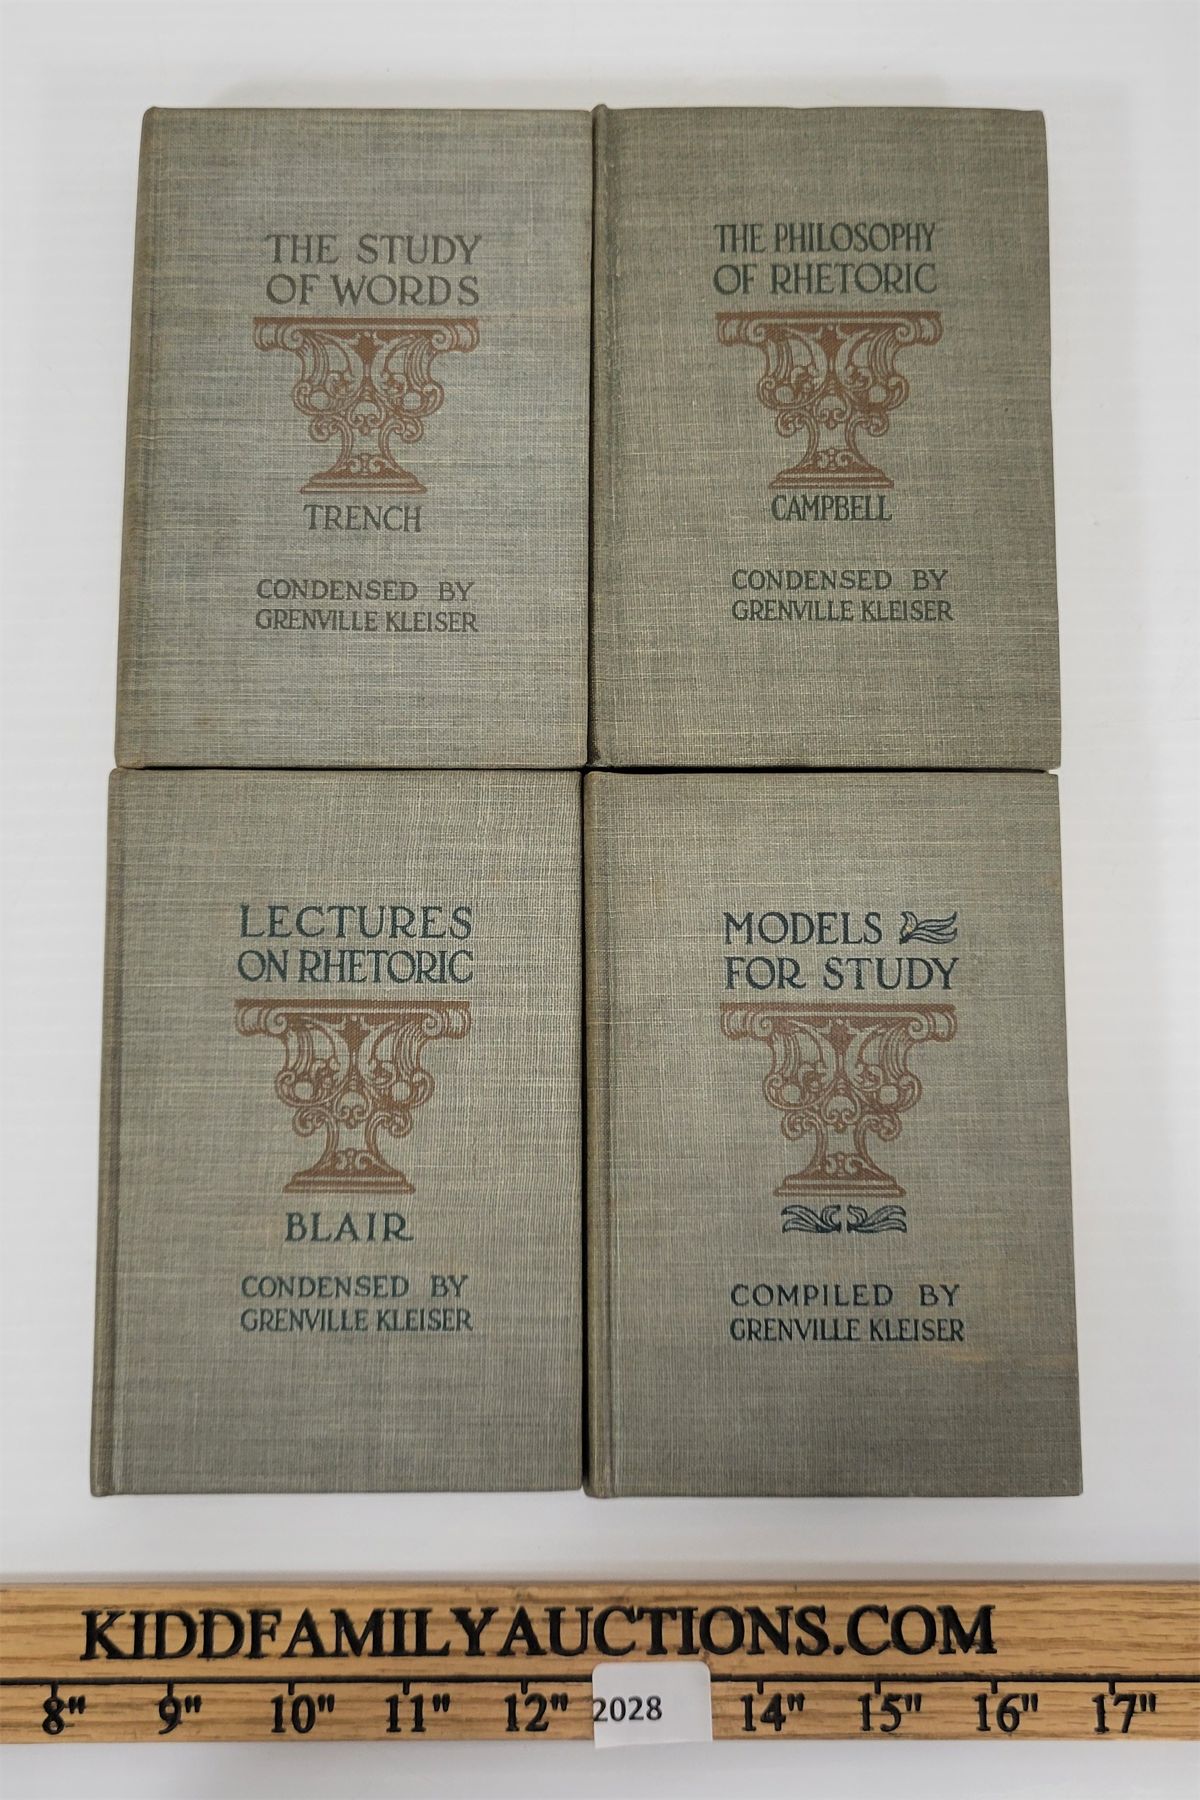 THE STUDY
OF WORDS
TRENCH
CONDENSED BY
GRENVILLE KLEISER
THE PHILOSOPHY
OF RHETORIC
CAMPBELL
CONDENSED BY
GRENVILLE KLEISER
LECTURES
ON RHETORIC
BLAIR
CONDENSED BY
GRENVILLE KLEISER
MODELS
FOR STUDY
COMPILED BY
GRENVILLE KLEISER
KIDDFAMILYAUCTIONS.COM
8" 9" 10" 11" 12" 2028 14" 15" 16" 17"